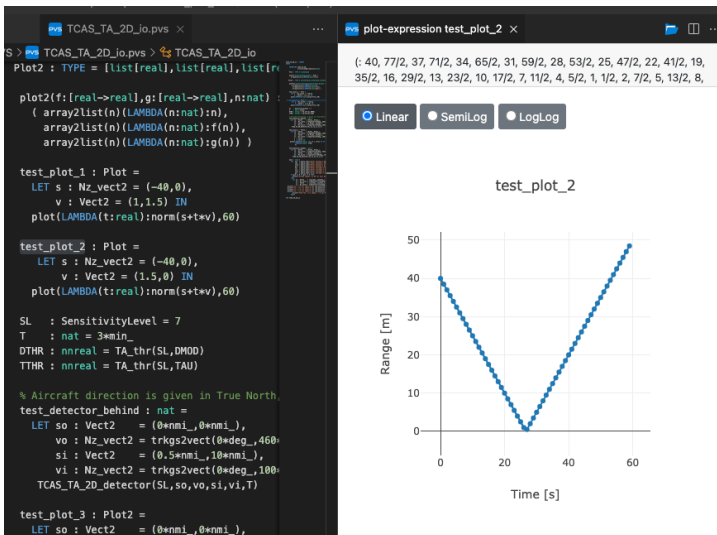 PVS TCAS_TA_2D_io.pvs ×
PVS plot-expression test_plot_2 ×
S > PVS TCAS_TA_2D_io.pvs > TCAS_TA_2D_io
Plot2 : TYPE = [list[real],list[real],list[re
plot2(f:[real->real],g:[real->real],n:nat)
( array2list(n)(LAMBDA(n:nat):n),
array2list(n)(LAMBDA(n:nat):f(n)),
array2list(n)(LAMBDA(n:nat):g(n)) )
test_plot_1 : Plot =
LET s : Nz_vect2 = (-40,0),
v : Vect2 = (1,1.5) IN
plot(LAMBDA(t:real):norm(s+t*v),60)
test_plot_2 : Plot =
LET s : Nz_vect2 = (-40,0),
v : Vect2 = (1.5,0) IN
plot(LAMBDA(t:real):norm(s+t*v),60)
SL : SensitivityLevel = 7
T : nat = 3*min_
DTHR : nnreal = TA_thr(SL,DMOD)
TTHR : nnreal = TA_thr(SL,TAU)
% Aircraft direction is given in True North,
test_detector_behind : nat =
LET so : Vect2 = (0*nmi_,0*nmi_),
vo : Nz_vect2 = trkgs2vect(0*deg_,460*
si : Vect2 = (0.5*nmi_,10*nmi_),
vi : Nz_vect2 = trkgs2vect(0*deg_,100*
TCAS_TA_2D_detector(SL,so,vo,si,vi,T)
test_plot_3 : Plot2 =
LET so : Vect2 = (0*nmi_,0*nmi_),
(: 40, 77/2, 37, 71/2, 34, 65/2, 31, 59/2, 28, 53/2, 25, 47/2, 22, 41/2, 19,
35/2, 16, 29/2, 13, 23/2, 10, 17/2, 7, 11/2, 4, 5/2, 1, 1/2, 2, 7/2, 5, 13/2, 8,
Linear
SemiLog
LogLog
test_plot_2
50
40
30
20
10
0
Range [m]
0
20
40
60
Time [s]